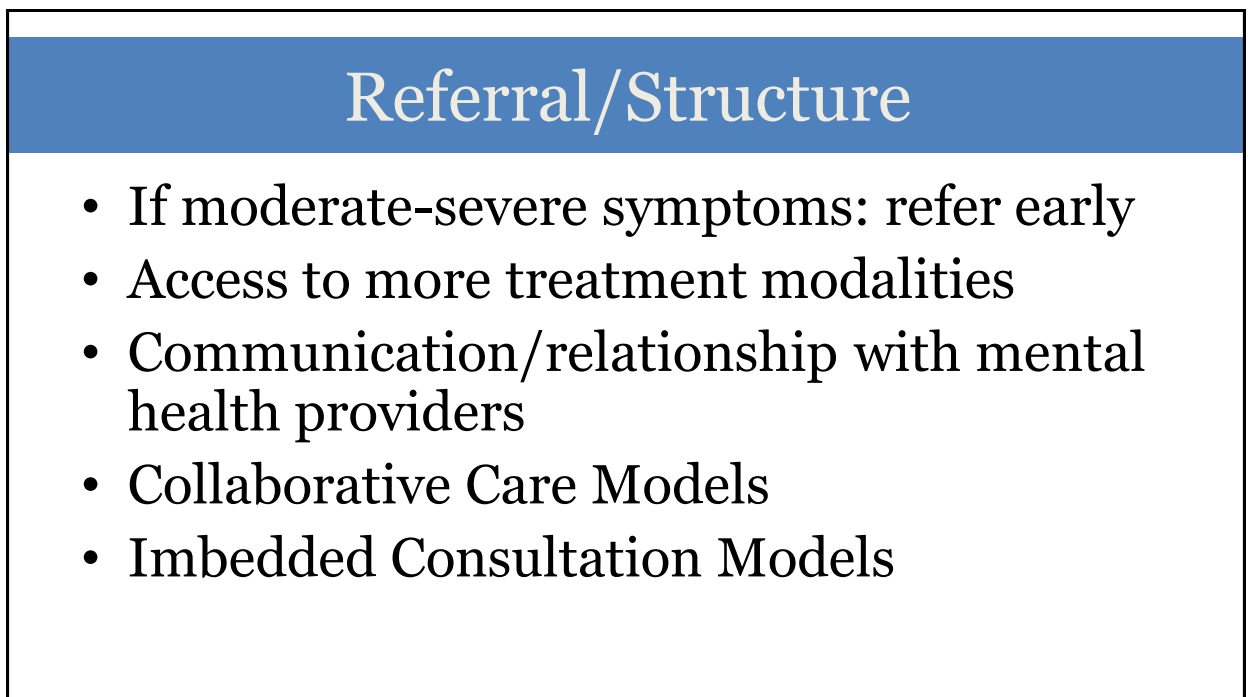 Referral/Structure
• If moderate-severe symptoms: refer early
• Access to more treatment modalities
• Communication/relationship with mental
health providers
• Collaborative Care Models
• Imbedded Consultation Models